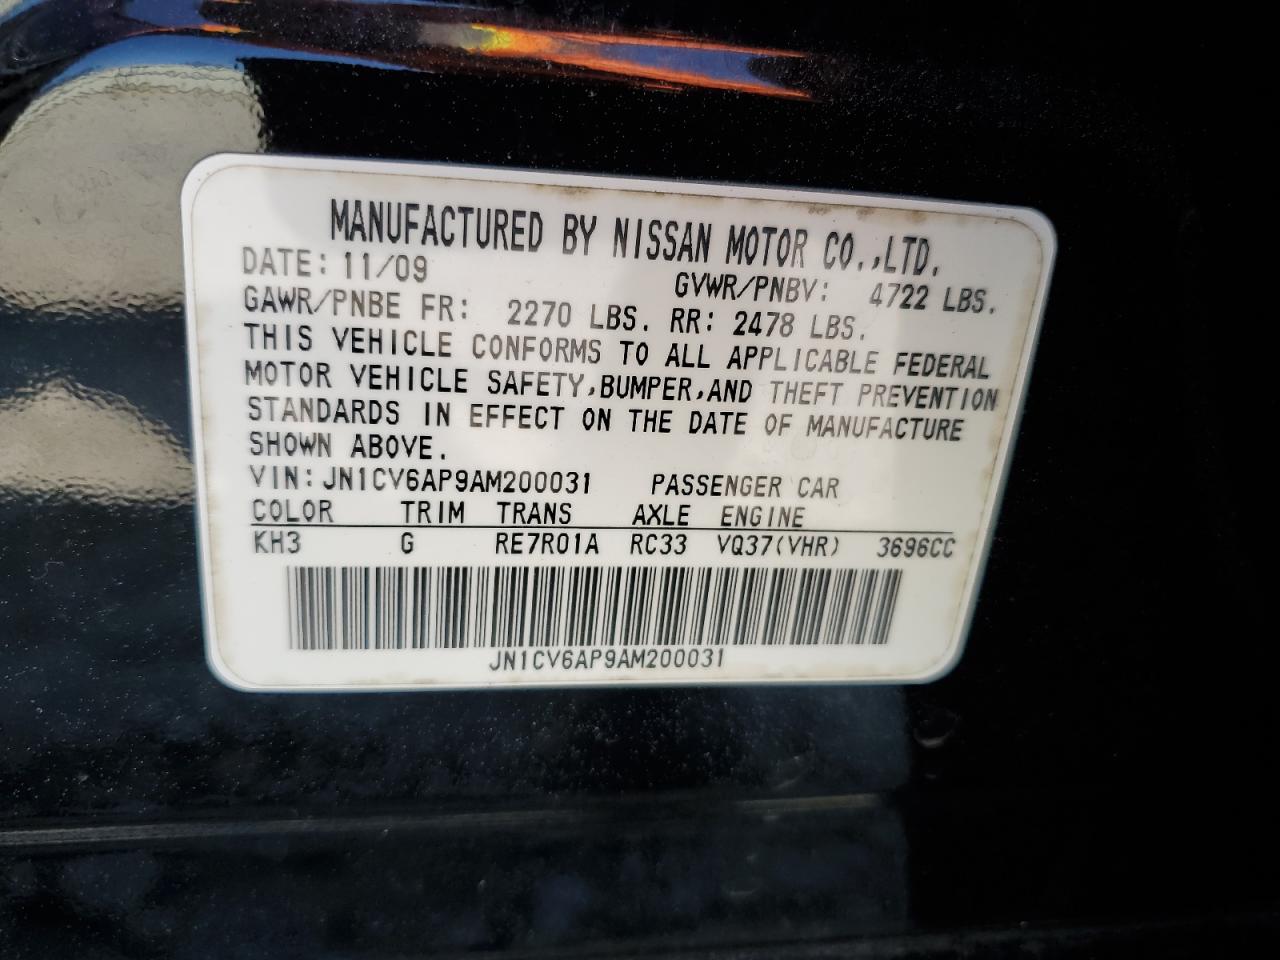 MANUFACTURED BY NISSAN MOTOR CO.,LTD.
DATE: 11/09 GVWR/PNBV: 4722 LBS.
GAWR/PNBE FR: 2270 LBS. RR: 2478 LBS.
THIS VEHICLE CONFORMS TO ALL APPLICABLE FEDERAL
MOTOR VEHICLE SAFETY,BUMPER,AND THEFT PREVENTION
STANDARDS IN EFFECT ON THE DATE OF MANUFACTURE
SHOWN ABOVE.
VIN:JN1CV6AP9AM200031 PASSENGER CAR
COLOR TRIM TRANS AXLE ENGINE
KH3 G RE7R01A RC33 VQ37(VHR) 3696CC
JN1CV6AP9AM200031